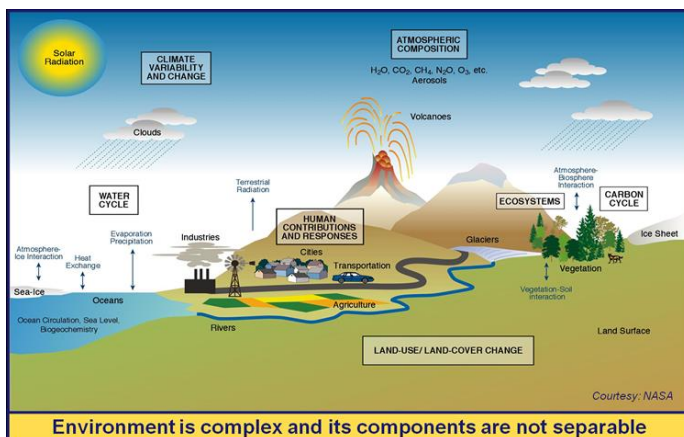 Solar
Radiation
CLIMATE
VARIABILITY
AND CHANGE
ATMOSPHERIC
COMPOSITION
H₂O, CO₂, CH₄, N₂O, O₃, etc.
Aerosols
Volcanoes
Clouds
Terrestrial
Radiation
Atmosphere-
Biosphere
Interaction
WATER
CYCLE
ECOSYSTEMS
CARBON
CYCLE
HUMAN
CONTRIBUTIONS
AND RESPONSES
Atmosphere-
Ice Interaction
Heat
Exchange
Evaporation
Precipitation
Industries
Cities
Transportation
Glaciers
Ice Sheet
Vegetation
Sea-Ice
Oceans
Agriculture
Vegetation-Soil
Interaction
Ocean Circulation, Sea Level,
Biogeochemistry
Rivers
Land Surface
LAND-USE/ LAND-COVER CHANGE
Courtesy: NASA
Environment is complex and its components are not separable